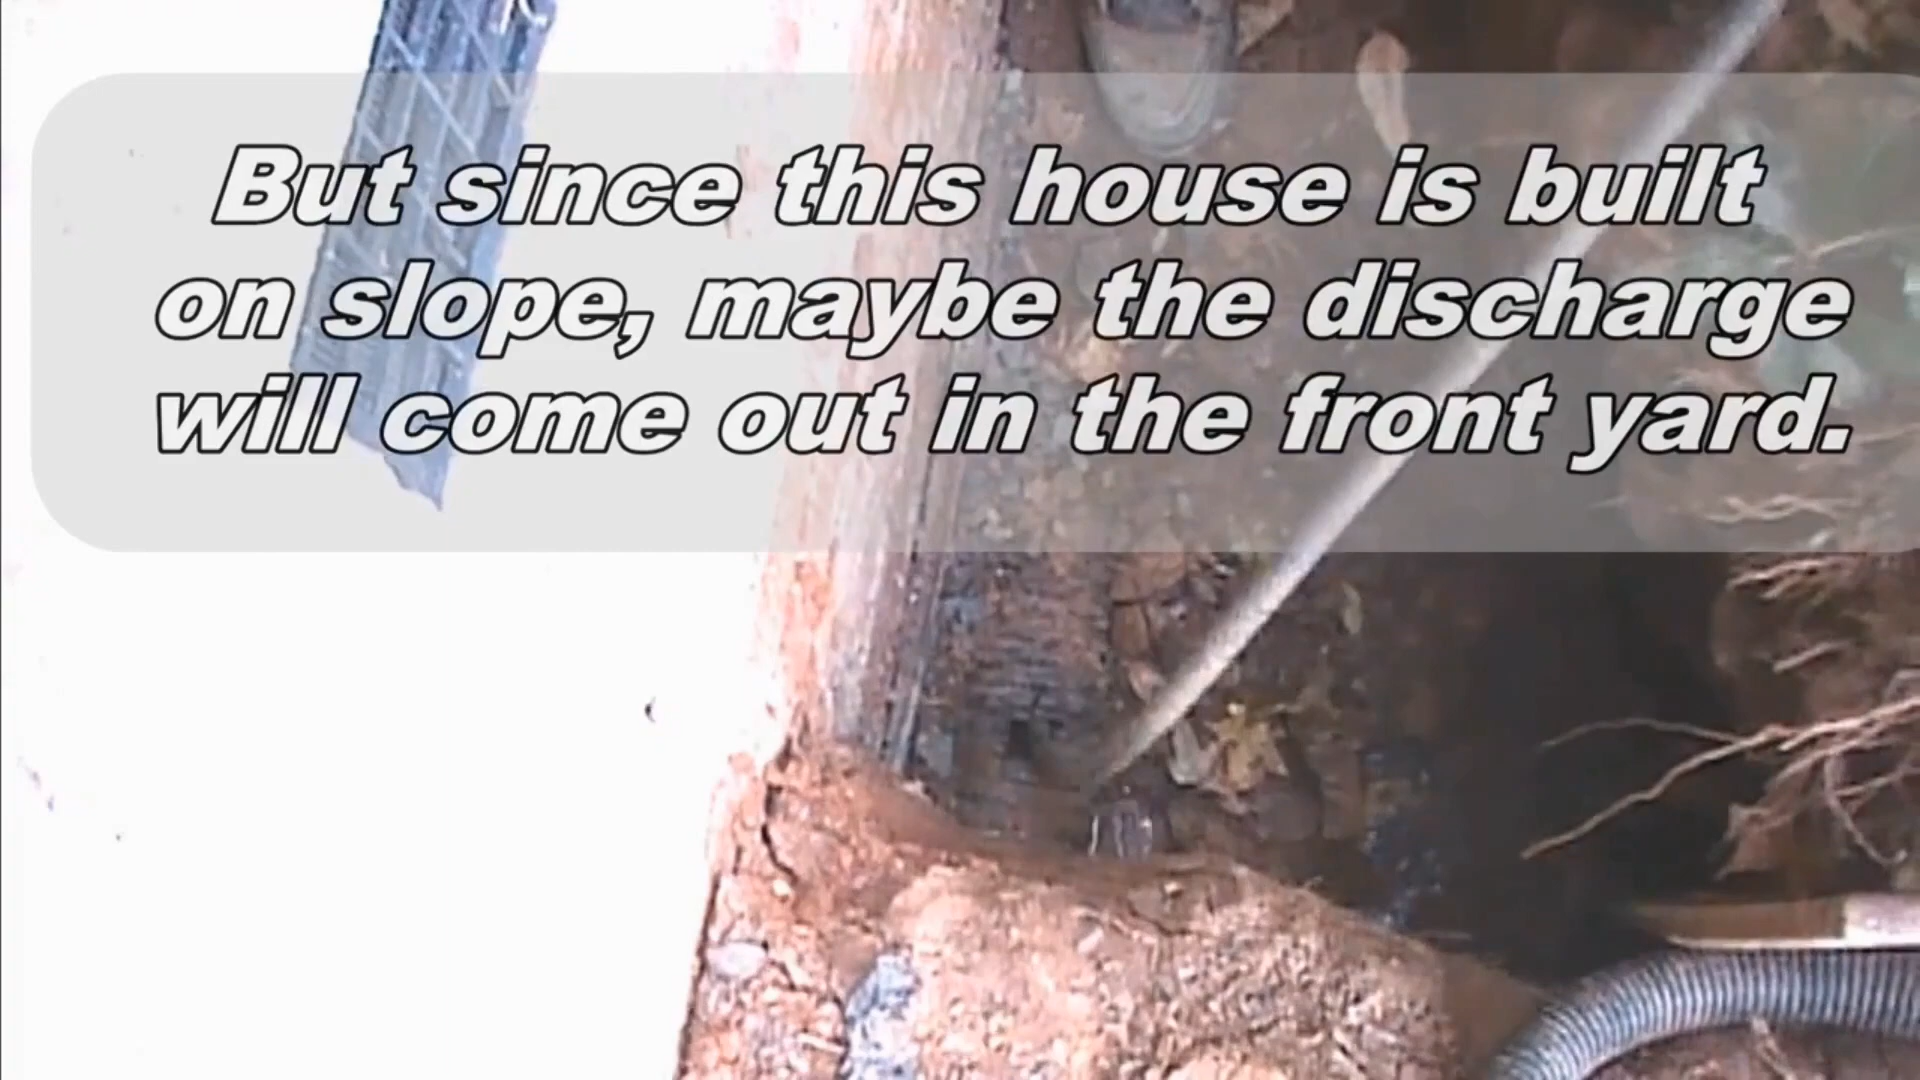 But since this house is built
on slope, maybe the discharge
will come out in the front yard.